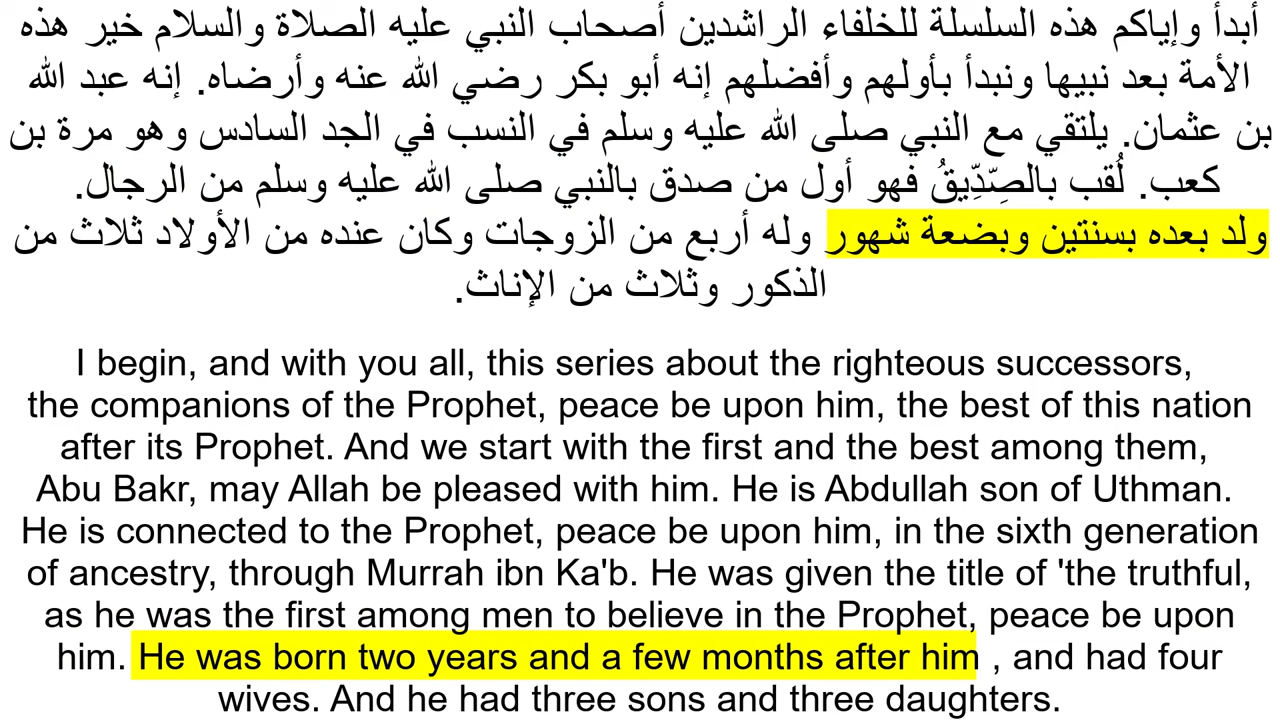 أبدأ وإياكم هذه السلسلة للخلفاء الراشدين أصحاب النبي عليه الصلاة والسلام خير هذه
الأمة بعد نبيها ونبدأ بأولهم وأفضلهم إنه أبو بكر رضي الله عنه وأرضاه. إنه عبد الله
بن عثمان. يلتقي مع النبي صلى الله عليه وسلم في النسب في الجد السادس وهو مرة بن
كعب. لُقب بالصِّدِّيقُ فهو أول من صدق بالنبي صلى الله عليه وسلم من الرجال.
ولد بعده بسنتين وبضعة شهور وله أربع من الزوجات وكان عنده من الأولاد ثلاث من
الذكور وثلاث من الإناث.
I begin, and with you all, this series about the righteous successors,
the companions of the Prophet, peace be upon him, the best of this nation
after its Prophet. And we start with the first and the best among them,
Abu Bakr, may Allah be pleased with him. He is Abdullah son of Uthman.
He is connected to the Prophet, peace be upon him, in the sixth generation
of ancestry, through Murrah ibn Ka'b. He was given the title of 'the truthful,
as he was the first among men to believe in the Prophet, peace be upon
him. He was born two years and a few months after him , and had four
wives. And he had three sons and three daughters.